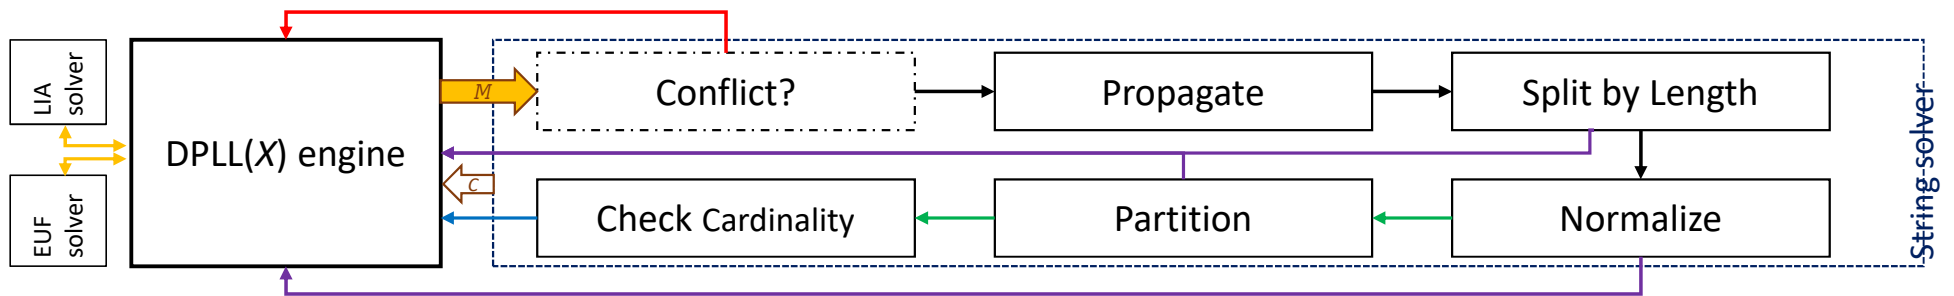 LIA
solver
EUF
solver
DPLL(X) engine
M
C
Conflict?
Propagate
Split by Length
Check Cardinality
Partition
Normalize
String solver